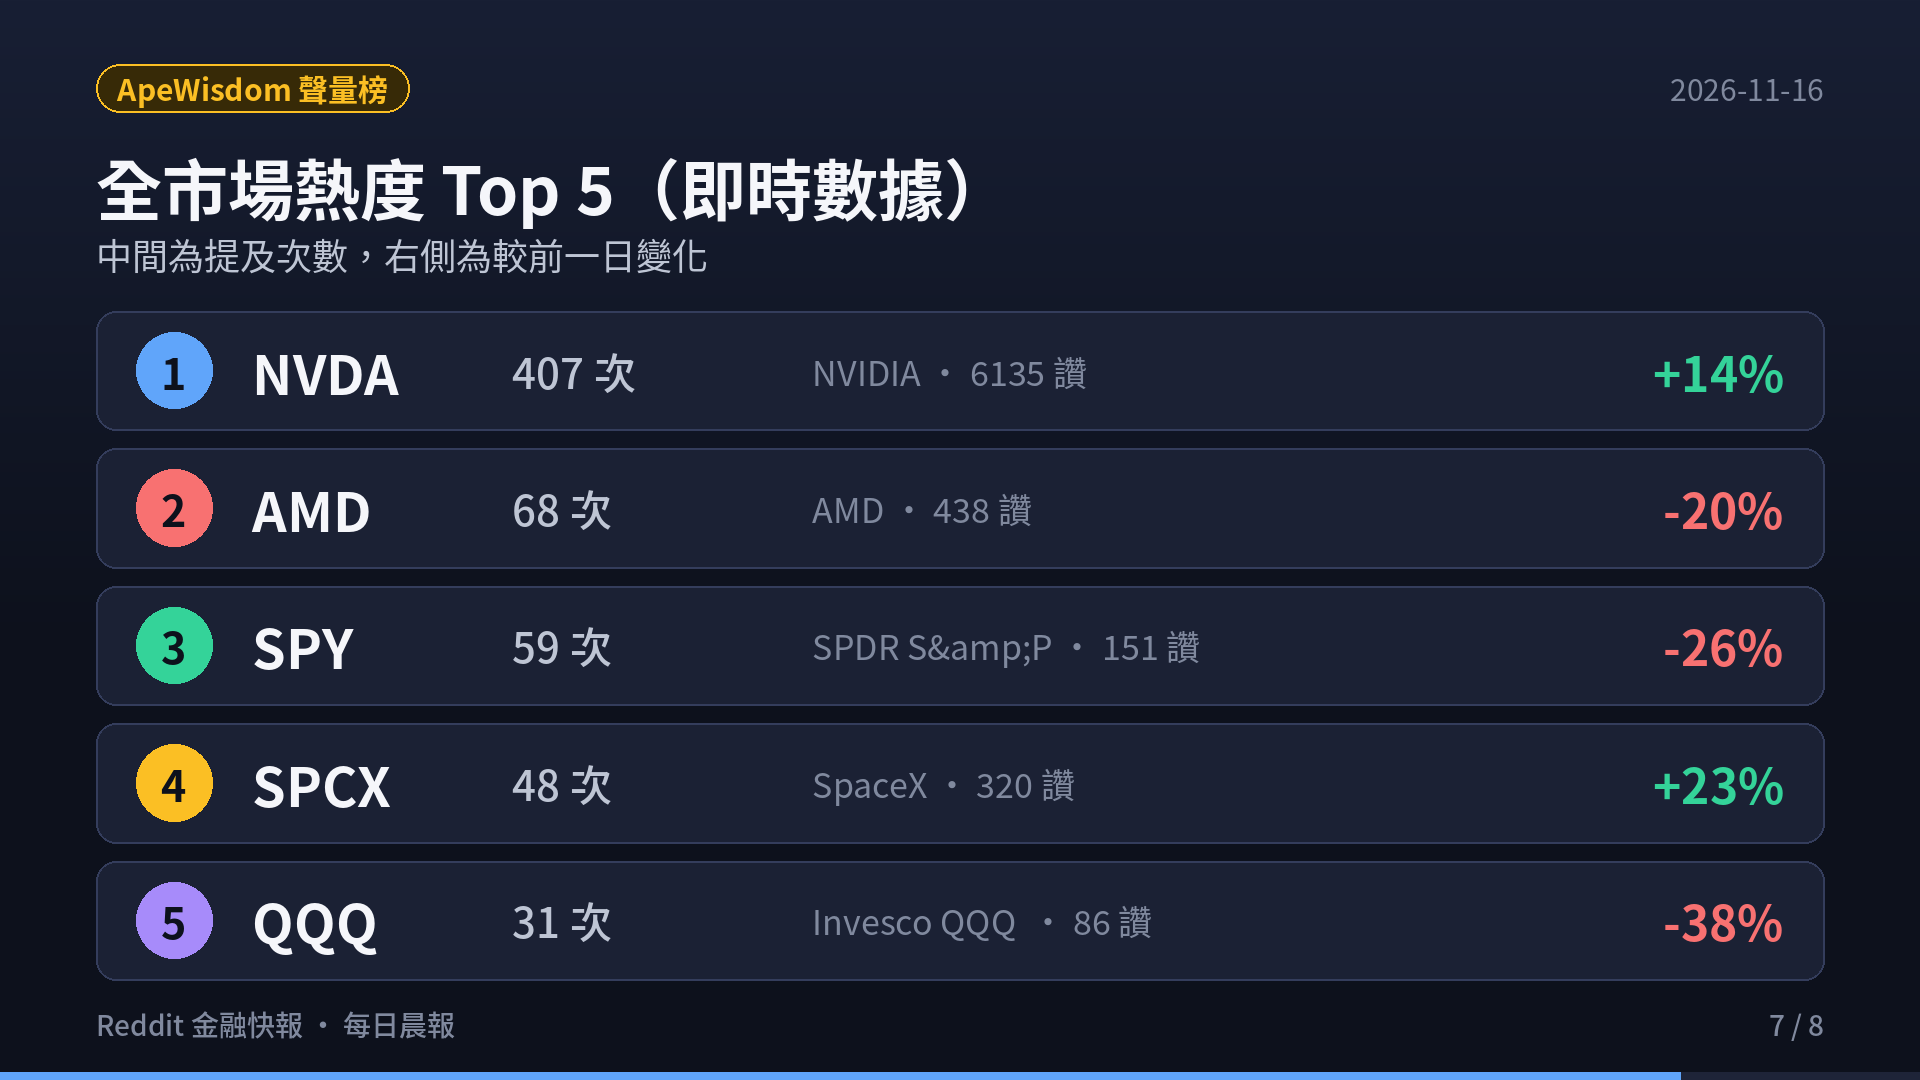 ApeWisdom 聲量榜
2026-11-16
全市場熱度 Top 5（即時數據）
中間為提及次數，右側為較前一日變化
1 NVDA 407 次 NVIDIA · 6135 讚 +14%
2 AMD 68 次 AMD · 438 讚 -20%
3 SPY 59 次 SPDR S&amp;P · 151 讚 -26%
4 SPCX 48 次 SpaceX · 320 讚 +23%
5 QQQ 31 次 Invesco QQQ · 86 讚 -38%
Reddit 金融快報 · 每日晨報
7 / 8